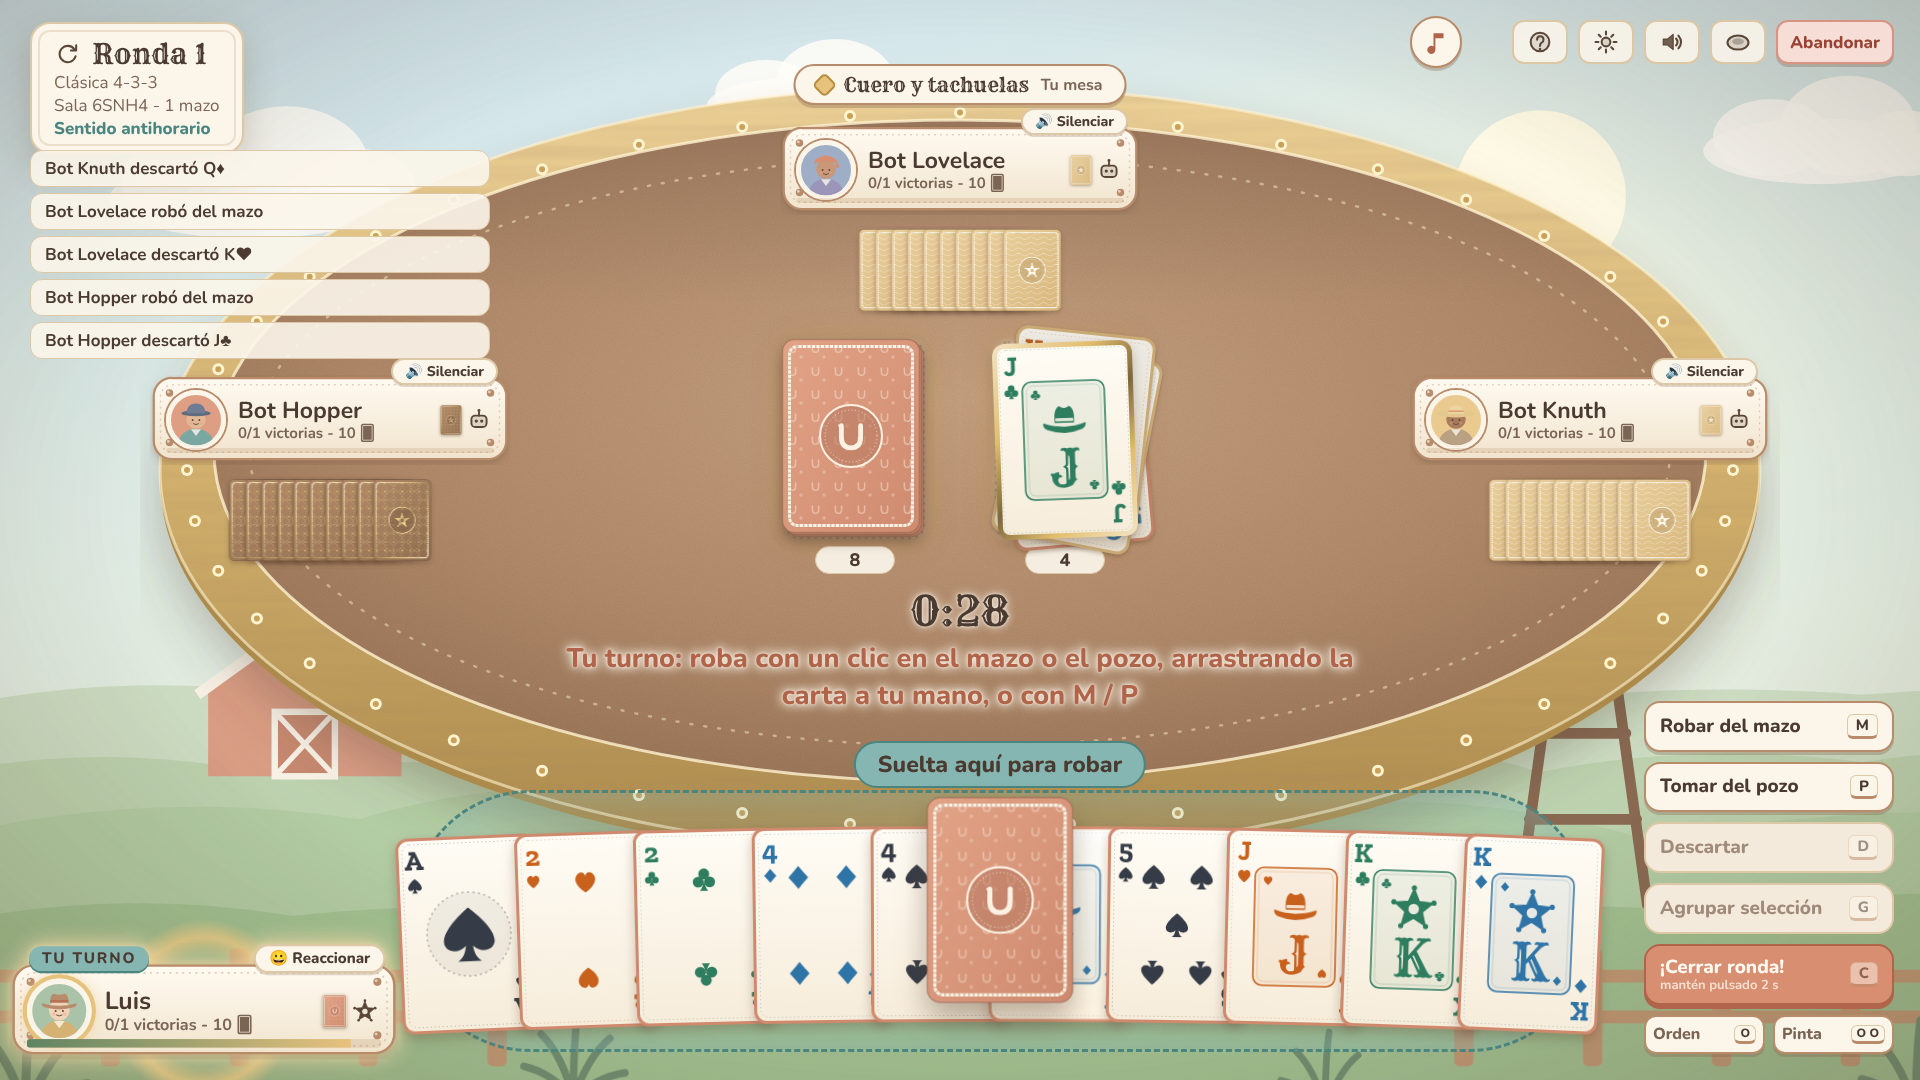 Ronda 1
Clásica 4-3-3
Sala 6SNH4 - 1 mazo
Sentido antihorario
Bot Knuth descartó Q♦
Bot Lovelace robó del mazo
Bot Lovelace descartó K♥
Bot Hopper robó del mazo
Bot Hopper descartó J♣
Cuero y tachuelas Tu mesa
Abandonar
Silenciar
Bot Lovelace
0/1 victorias - 10
Silenciar
Bot Hopper
0/1 victorias - 10
Silenciar
Bot Knuth
0/1 victorias - 10
U
J
J
J
8
4
0:28
Tu turno: roba con un clic en el mazo o el pozo, arrastrando la
carta a tu mano, o con M / P
Suelta aquí para robar
A
2
2
4
4
U
5
J
J
K
K
K
K
K
Robar del mazo M
Tomar del pozo P
Descartar D
Agrupar selección G
¡Cerrar ronda! C
mantén pulsado 2 s
Orden O
Pinta O O
TU TURNO
Reaccionar
Luis
0/1 victorias - 10